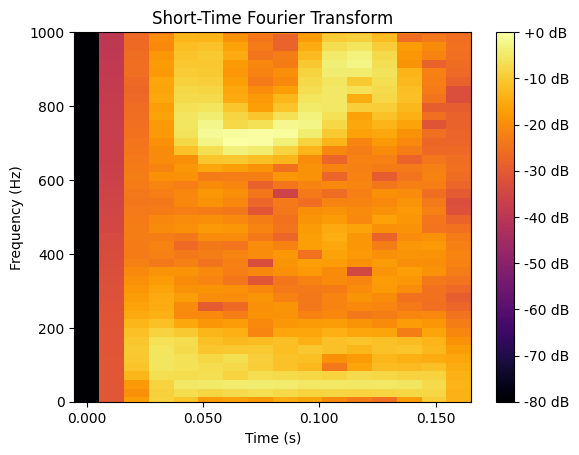 Short-Time Fourier Transform
1000
800
600
400
200
0
Frequency (Hz)
0.000
0.050
0.100
0.150
Time (s)
+0 dB
-10 dB
-20 dB
-30 dB
-40 dB
-50 dB
-60 dB
-70 dB
-80 dB